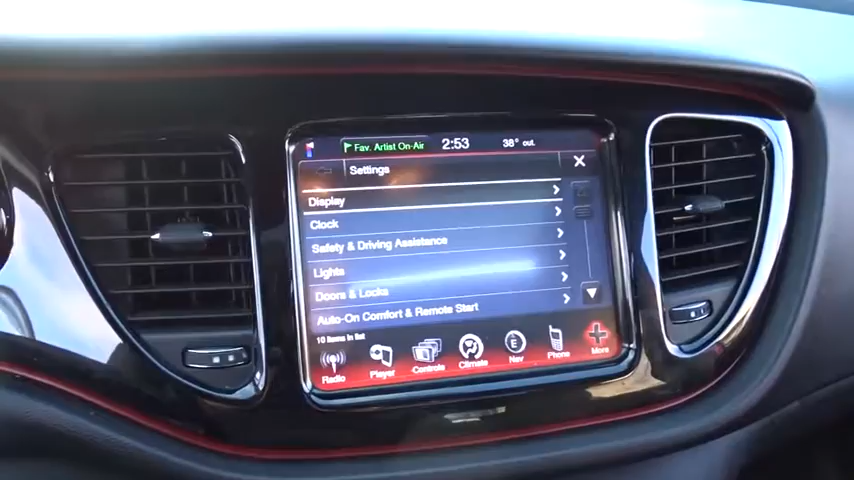 Fav. Artist On-Air 2:53 38° out.
Settings X
Display
Clock
Safety & Driving Assistance
Lights
Doors & Locks
Auto-On Comfort & Remote Start
10 Items in list
Radio Player Controls Climate Nav Phone More